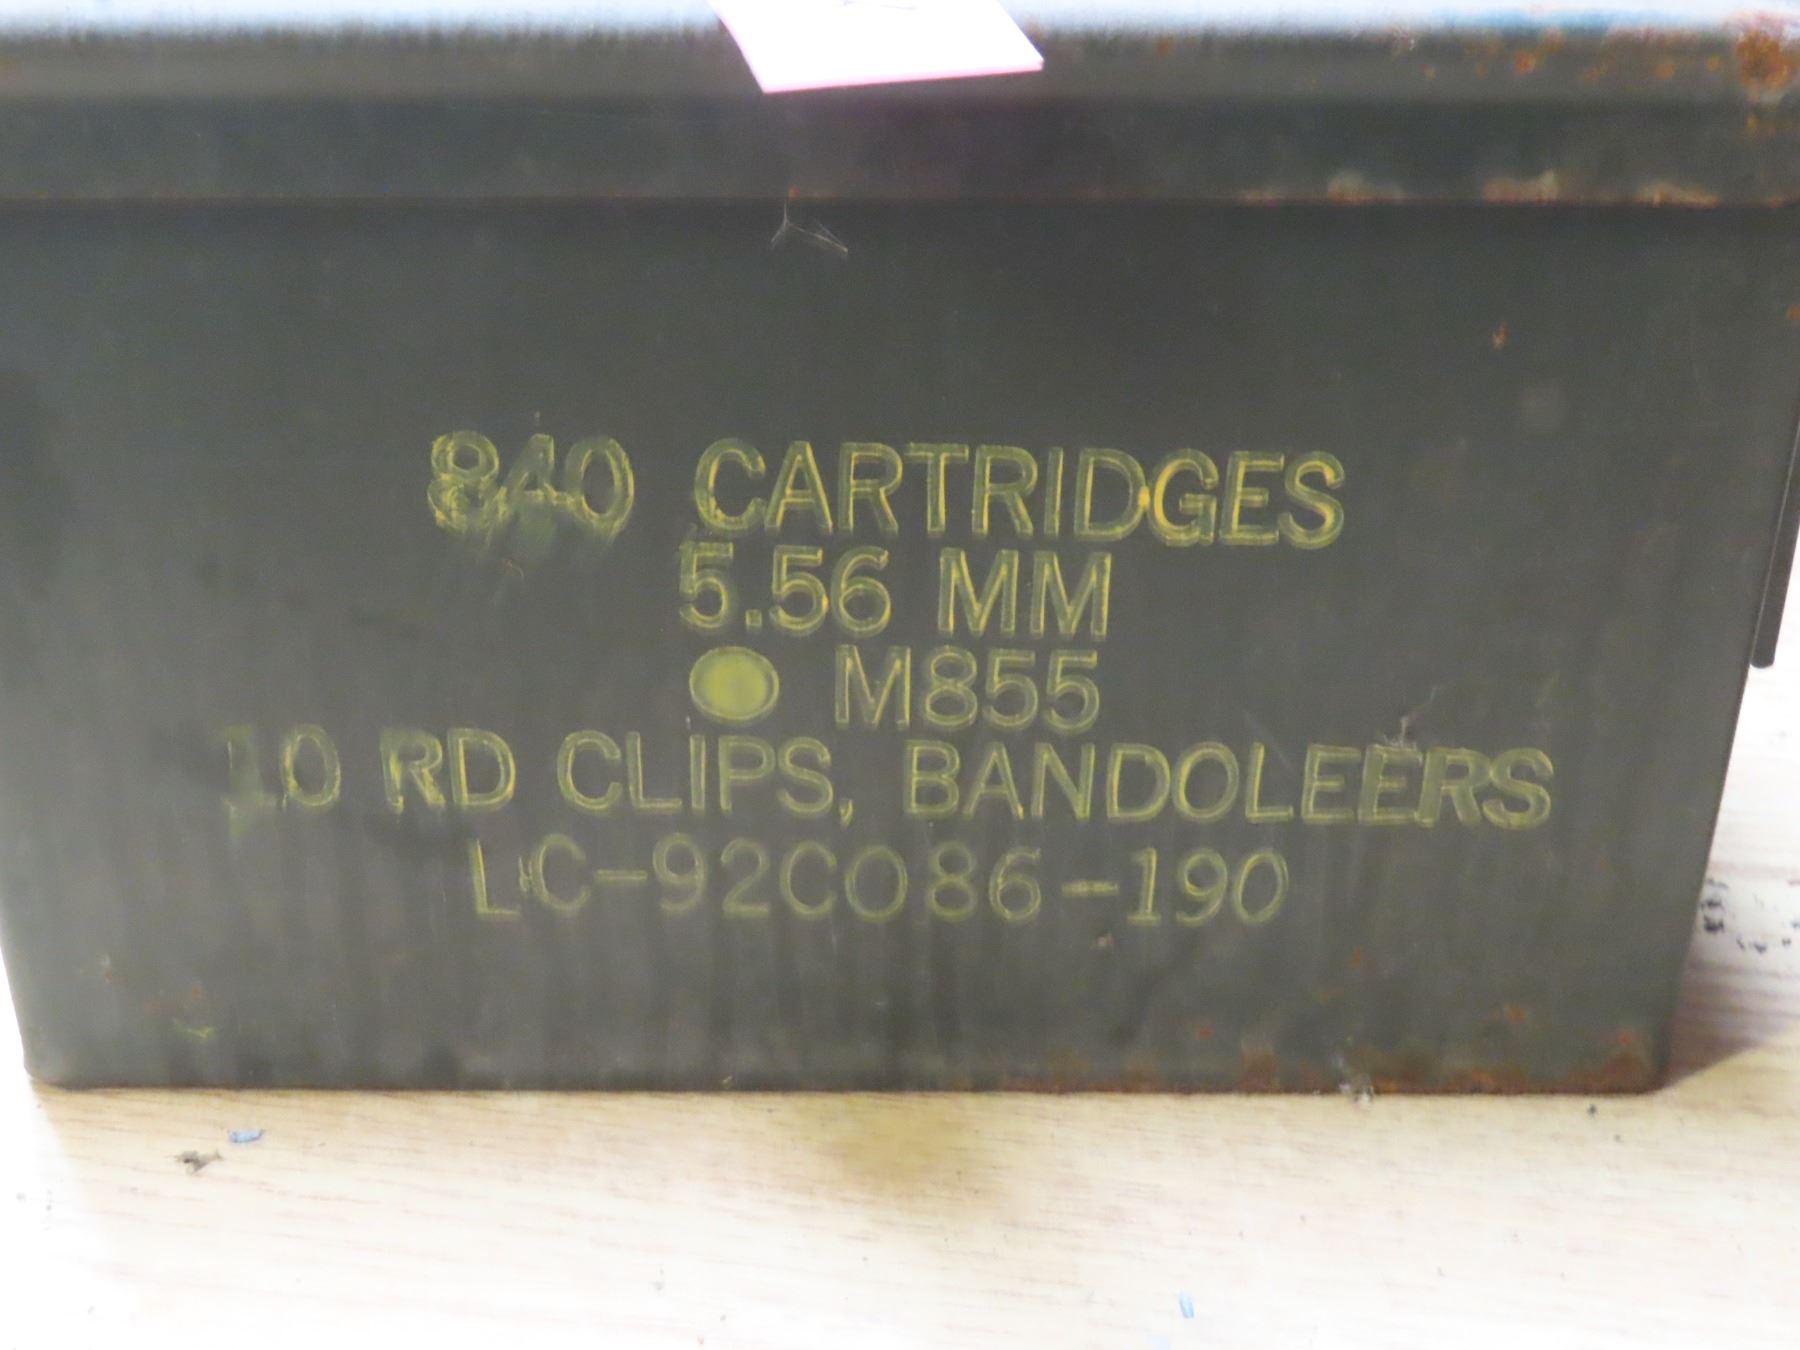 840 CARTRIDGES
5.56 MM
M855
10 RD CLIPS, BANDOLEERS
LC-92C086-190